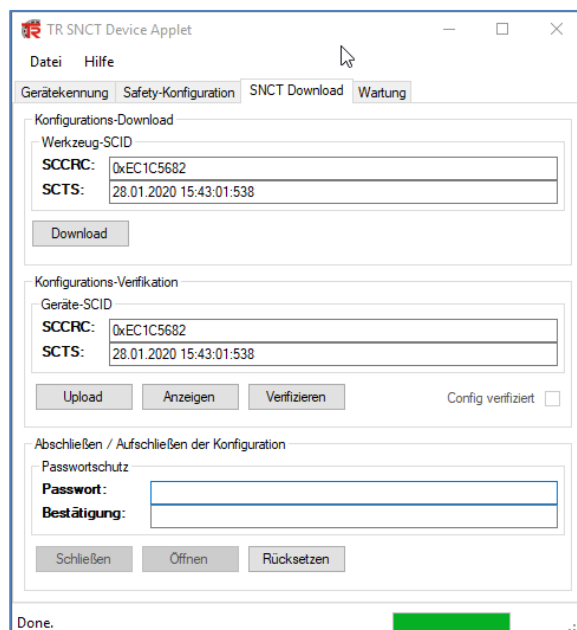 TR SNCT Device Applet
Datei Hilfe
Gerätekennung Safety-Konfiguration SNCT Download Wartung
Konfigurations-Download
Werkzeug-SCID
SCCRC: 0xEC1C5682
SCTS: 28.01.2020 15:43:01:538
Download
Konfigurations-Verifikation
Geräte-SCID
SCCRC: 0xEC1C5682
SCTS: 28.01.2020 15:43:01:538
Upload Anzeigen Verifizieren Config verifiziert
Abschließen / Aufschließen der Konfiguration
Passwortschutz
Passwort:
Bestätigung:
Schließen Öffnen Rücksetzen
Done.